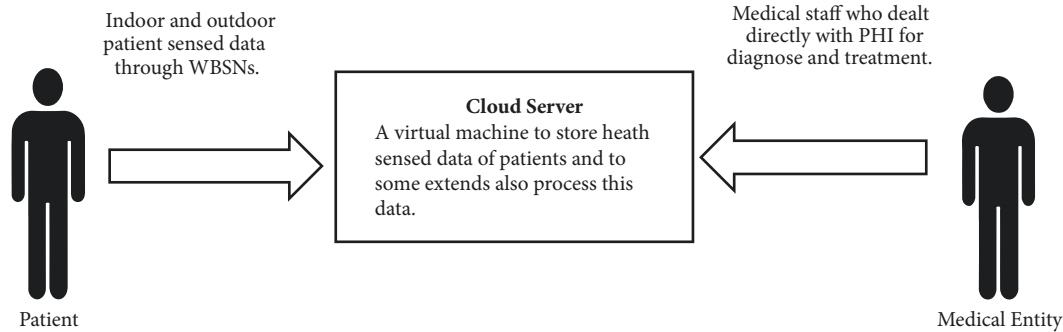 Indoor and outdoor
patient sensed data
through WBSNs.
Medical staff who dealt
directly with PHI for
diagnose and treatment.
Cloud Server
A virtual machine to store heath
sensed data of patients and to
some extends also process this
data.
Patient
Medical Entity